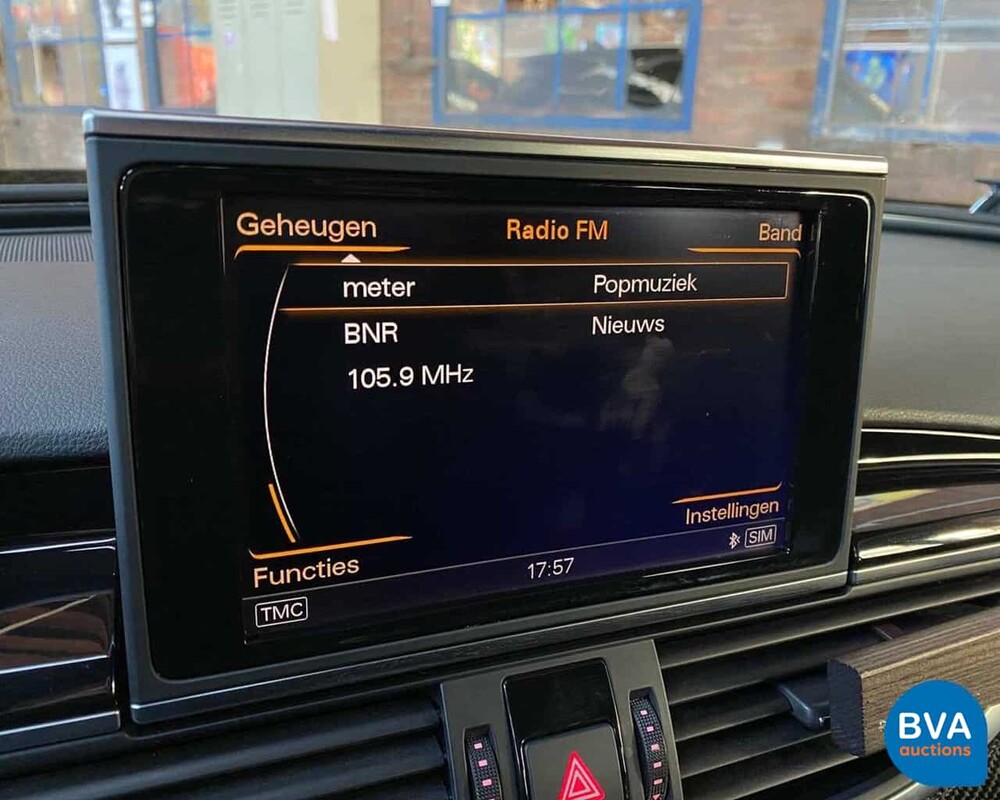 Geheugen Radio FM Band
meter Popmuziek
BNR Nieuws
105.9 MHz
Instellingen
Functies 17:57 SIM
TMC
BVA
auctions